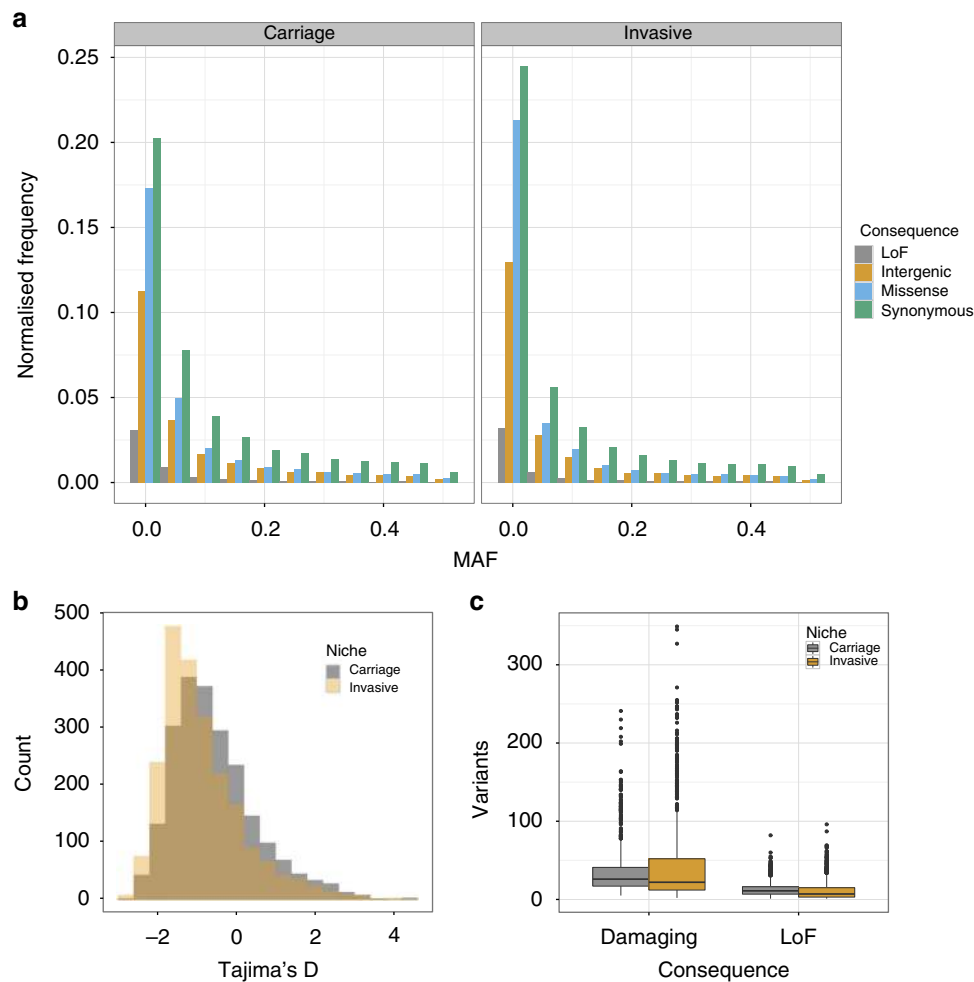 a
Carriage
Invasive
0.25
0.20
0.15
0.10
0.05
0.00
Normalised frequency
0.0
0.2
0.4
0.0
0.2
0.4
MAF
Consequence
LoF
Intergenic
Missense
Synonymous
b
500
400
300
200
100
0
Count
Niche
Carriage
Invasive
−2
0
2
4
Tajima's D
c
300
200
100
0
Variants
Niche
Carriage
Invasive
Damaging
LoF
Consequence